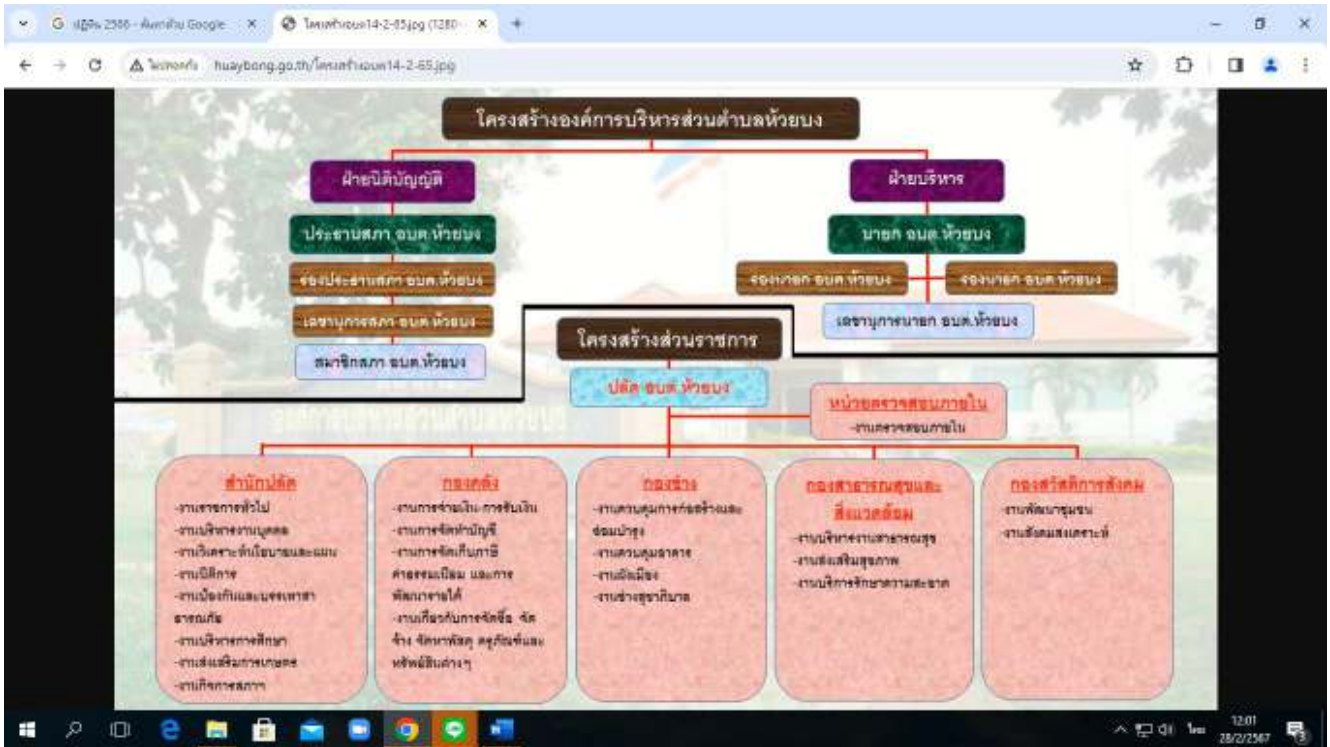 ปฏิทิน 2566 - ค้นหาด้วย Google
โครงสร้างอบต14-2-65.jpg (1280
ไม่ปลอดภัย huaybong.go.th/โครงสร้างอบต14-2-65.jpg
โครงสร้างองค์การบริหารส่วนตำบลห้วยบง
ฝ่ายนิติบัญญัติ
ฝ่ายบริหาร
ประธานสภา อบต.ห้วยบง
นายก อบต.ห้วยบง
รองประธานสภา อบต.ห้วยบง
รองนายก อบต.ห้วยบง
รองนายก อบต.ห้วยบง
เลขานุการสภา อบต.ห้วยบง
เลขานุการนายก อบต.ห้วยบง
สมาชิกสภา อบต.ห้วยบง
โครงสร้างส่วนราชการ
ปลัด อบต.ห้วยบง
หน่วยตรวจสอบภายใน
-งานตรวจสอบภายใน
สำนักปลัด
-งานราชการทั่วไป
-งานบริหารงานบุคคล
-งานวิเคราะห์นโยบายและแผน
-งานนิติการ
-งานป้องกันและบรรเทาสา
ธารณภัย
-งานบริหารการศึกษา
-งานส่งเสริมการเกษตร
-งานกิจการสภาฯ
กองคลัง
-งานการจ่ายเงิน การรับเงิน
-งานการจัดทำบัญชี
-งานการจัดเก็บภาษี
ค่าธรรมเนียม และการ
พัฒนารายได้
-งานเกี่ยวกับการจัดซื้อ จัด
จ้าง จัดหาพัสดุ ครุภัณฑ์และ
ทรัพย์สินต่างๆ
กองช่าง
-งานควบคุมการก่อสร้างและ
ซ่อมบำรุง
-งานควบคุมอาคาร
-งานผังเมือง
-งานช่างสุขาภิบาล
กองสาธารณสุขและ
สิ่งแวดล้อม
-งานบริหารงานสาธารณสุข
-งานส่งเสริมสุขภาพ
-งานบริการรักษาความสะอาด
กองสวัสดิการสังคม
-งานพัฒนาชุมชน
-งานสังคมสงเคราะห์
ไทย
12:01
28/2/2567